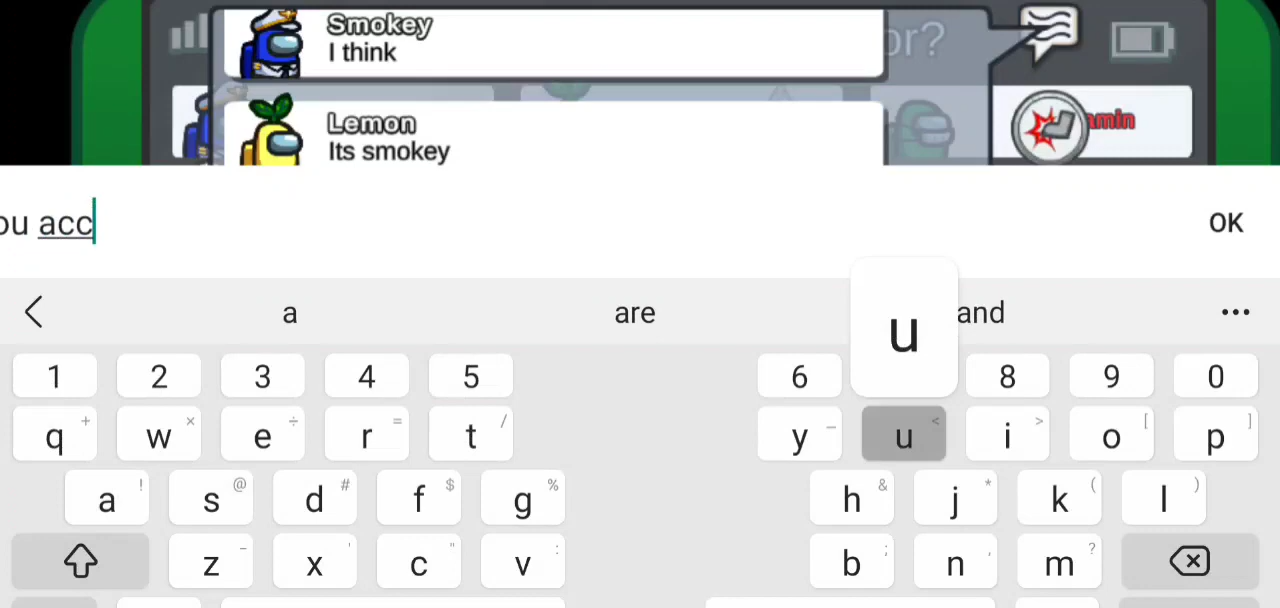 Smokey
I think
or?
Lemon
Its smokey
amin
ou acc
OK
a are and
u
1 2 3 4 5 6 8 9 0
q + w × e ÷ r = t / y _ u < i > o [ p ]
a ! s @ d # f $ g % h & j * k ( l )
z - x ' c " v : b ; n , m ?